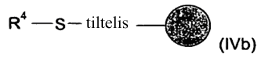 R⁴ — S — tiltelis —
(IVb)